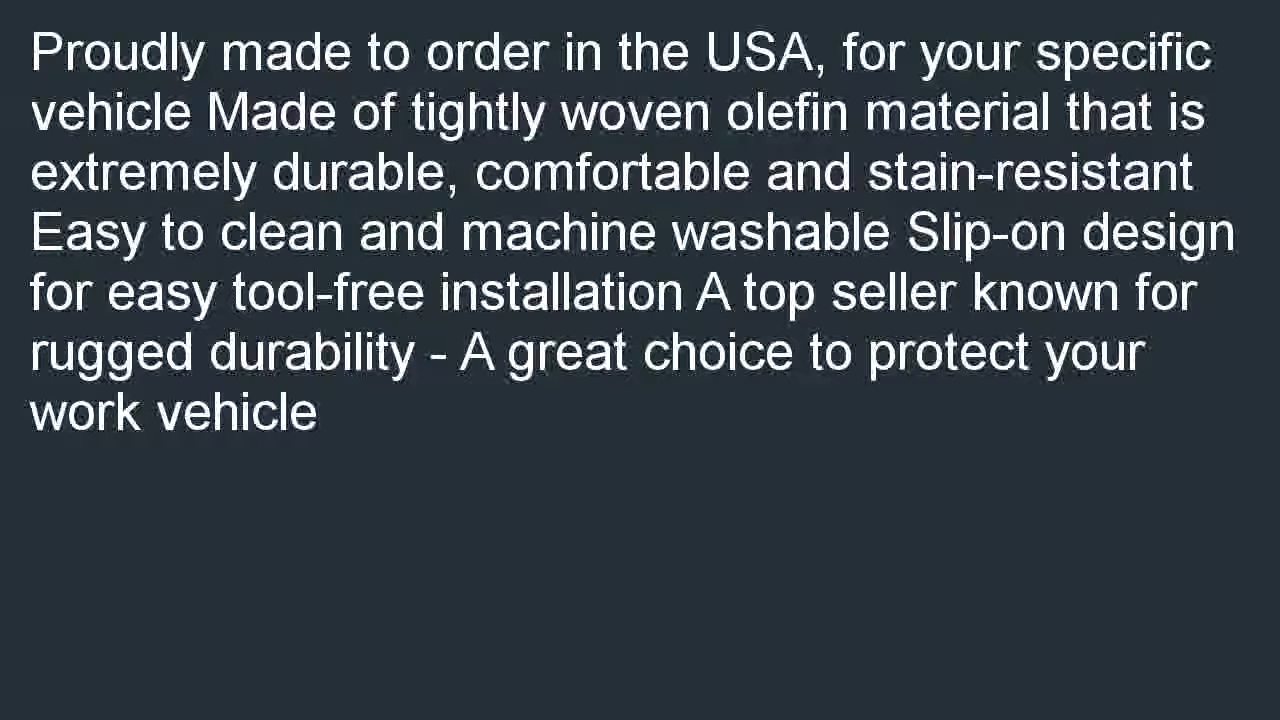 Proudly made to order in the USA, for your specific
vehicle Made of tightly woven olefin material that is
extremely durable, comfortable and stain-resistant
Easy to clean and machine washable Slip-on design
for easy tool-free installation A top seller known for
rugged durability - A great choice to protect your
work vehicle